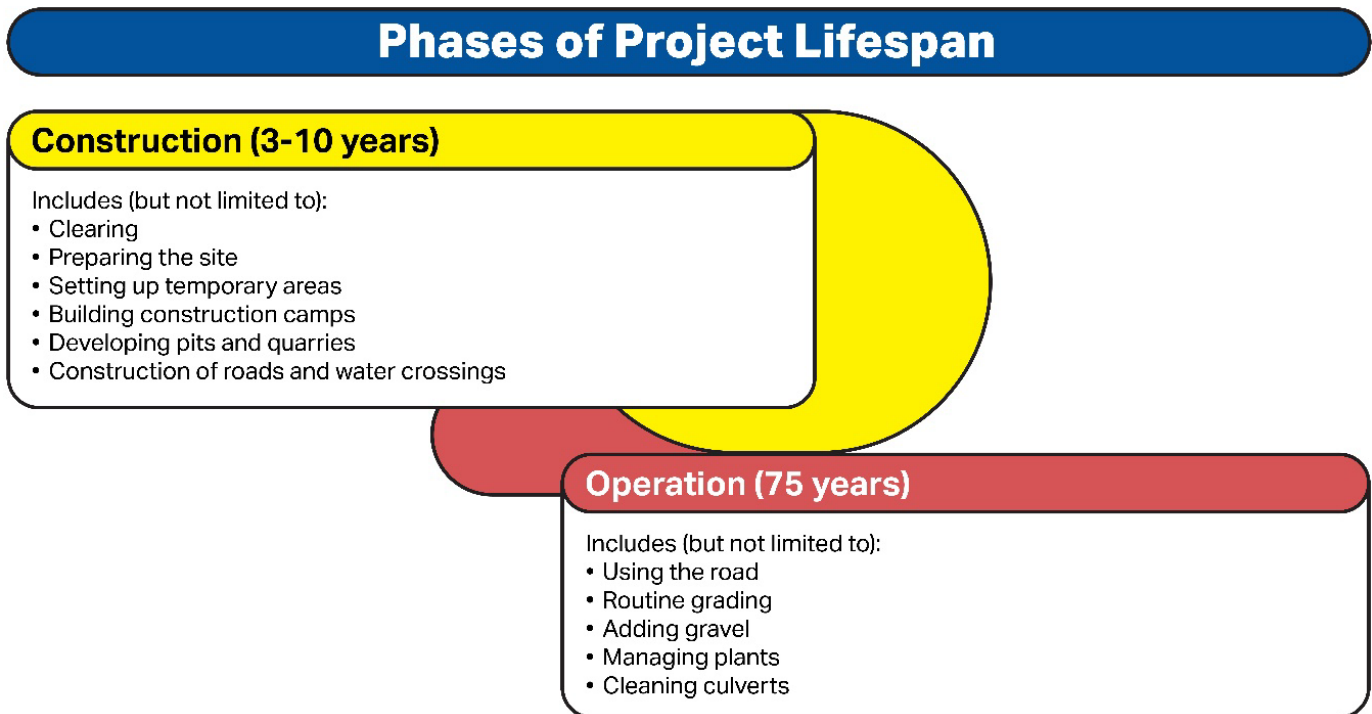 Phases of Project Lifespan
Construction (3-10 years)
Includes (but not limited to):
• Clearing
• Preparing the site
• Setting up temporary areas
• Building construction camps
• Developing pits and quarries
• Construction of roads and water crossings
Operation (75 years)
Includes (but not limited to):
• Using the road
• Routine grading
• Adding gravel
• Managing plants
• Cleaning culverts